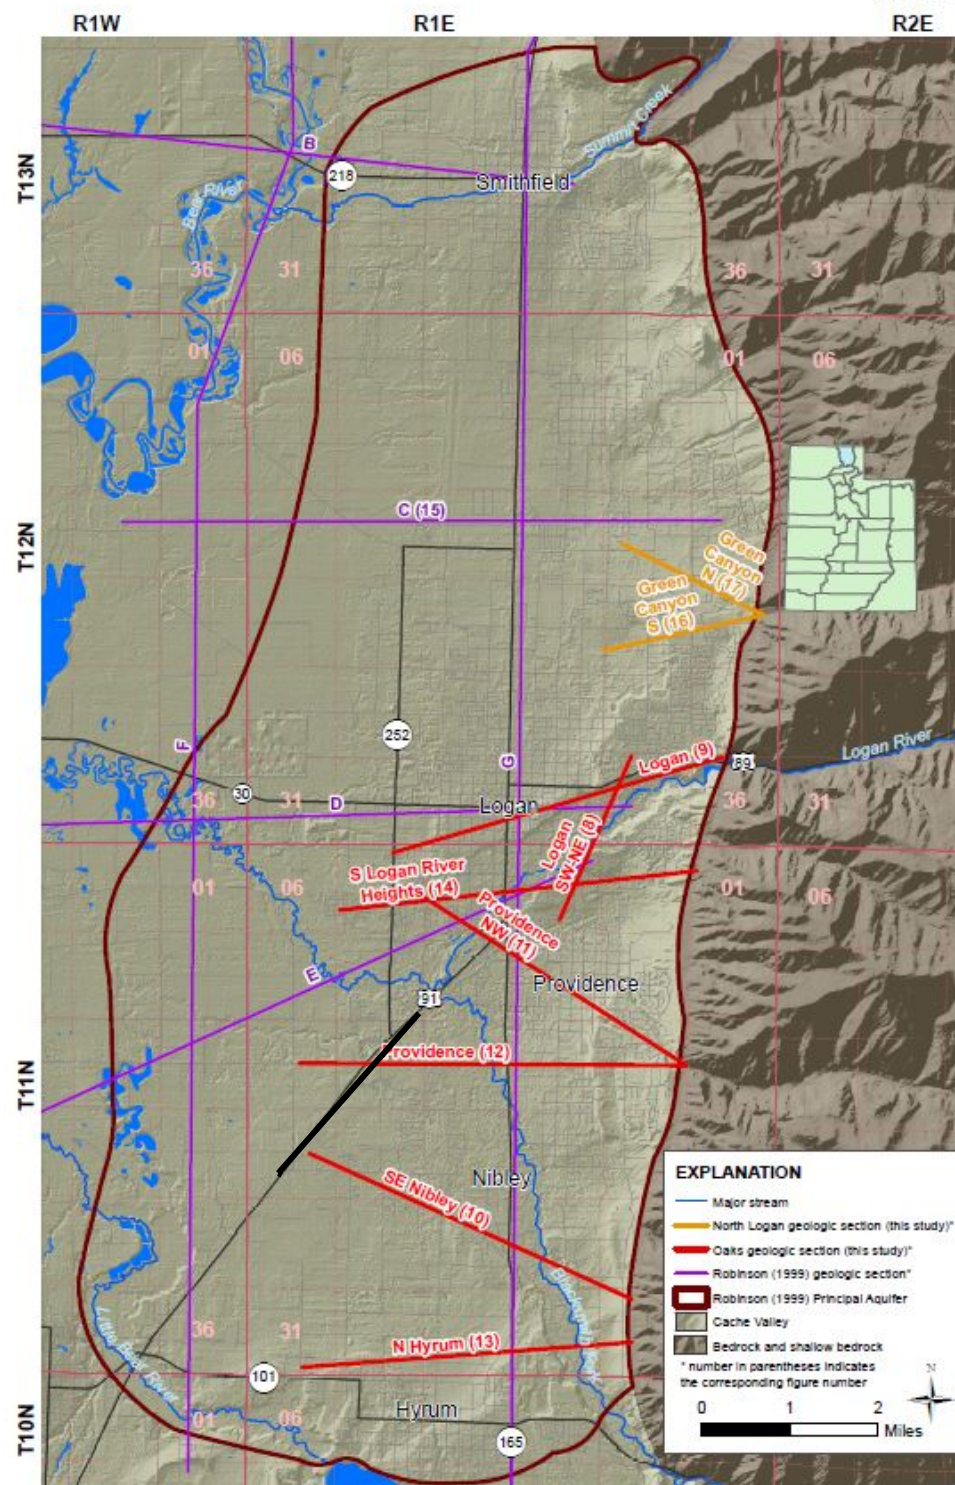 R1W
R1E
R2E
T13N
T12N
T11N
T10N
Summit Creek
B
218
Smithfield
Bear River
36
31
36
31
01
06
01
06
C (15)
Green
Canyon
N (17)
Green
Canyon
S (16)
252
F
G
Logan River
Logan (9)
89
30
36
31
D
Logan
36
31
Logan
SW-NE (8)
S Logan River
Heights (14)
01
06
01
06
Providence
NW (11)
E
91
Providence
Providence (12)
Nibley
SE Nibley (10)
Blacksmith Fork
Little Bear River
36
31
N Hyrum (13)
101
01
06
Hyrum
165
EXPLANATION
Major stream
North Logan geologic section (this study)*
Oaks geologic section (this study)*
Robinson (1999) geologic section*
Robinson (1999) Principal Aquifer
Cache Valley
Bedrock and shallow bedrock
* number in parentheses indicates
the corresponding figure number
N
0 1 2
Miles